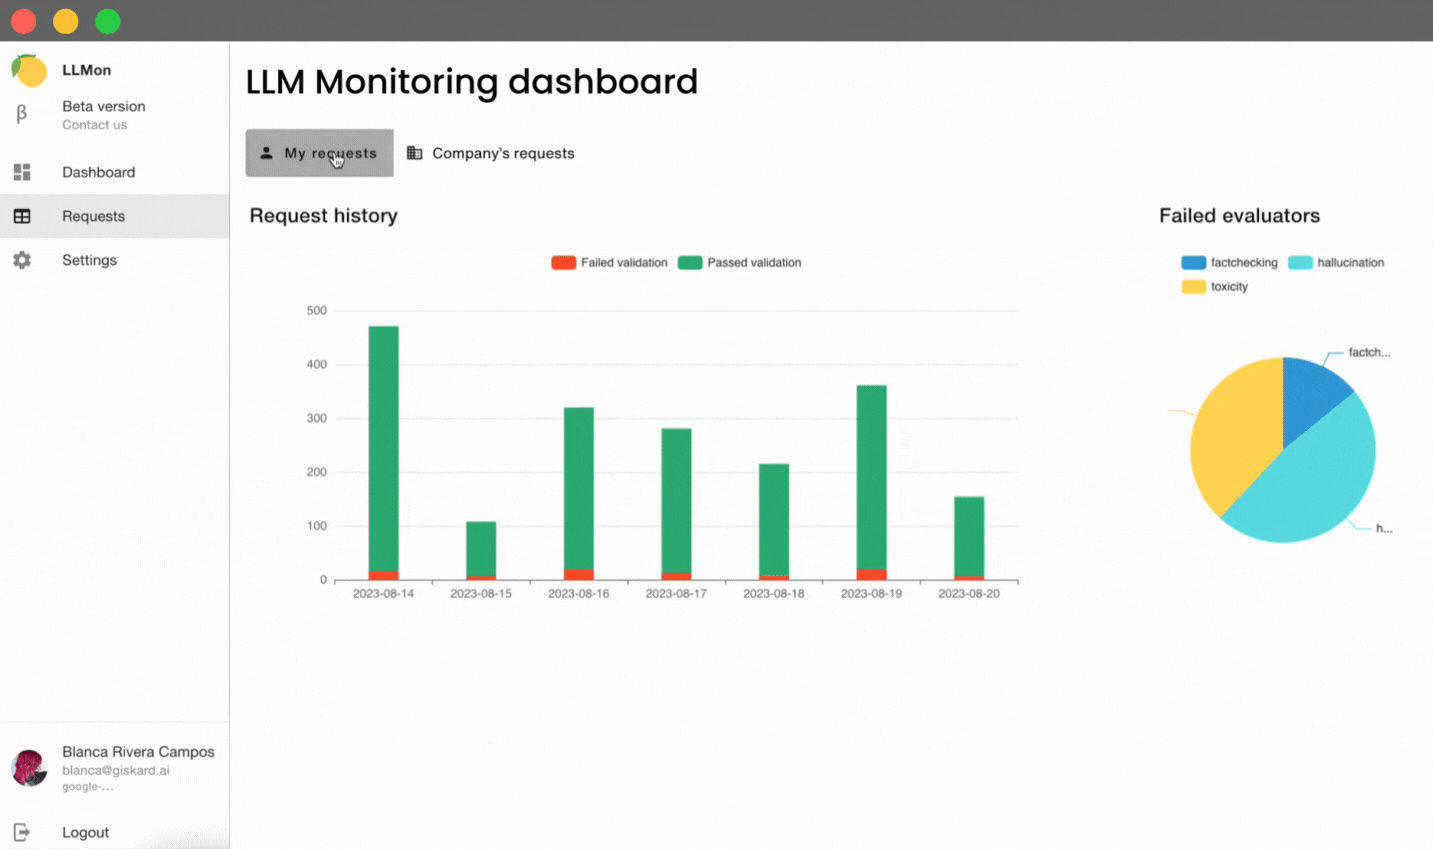 LLMon
β
Beta version
Contact us
Dashboard
Requests
Settings
Blanca Rivera Campos
blanca@giskard.ai
google-...
Logout
LLM Monitoring dashboard
My requests
Company's requests
Request history
Failed validation
Passed validation
500
400
300
200
100
0
2023-08-14
2023-08-15
2023-08-16
2023-08-17
2023-08-18
2023-08-19
2023-08-20
Failed evaluators
factchecking
hallucination
toxicity
factch...
h...